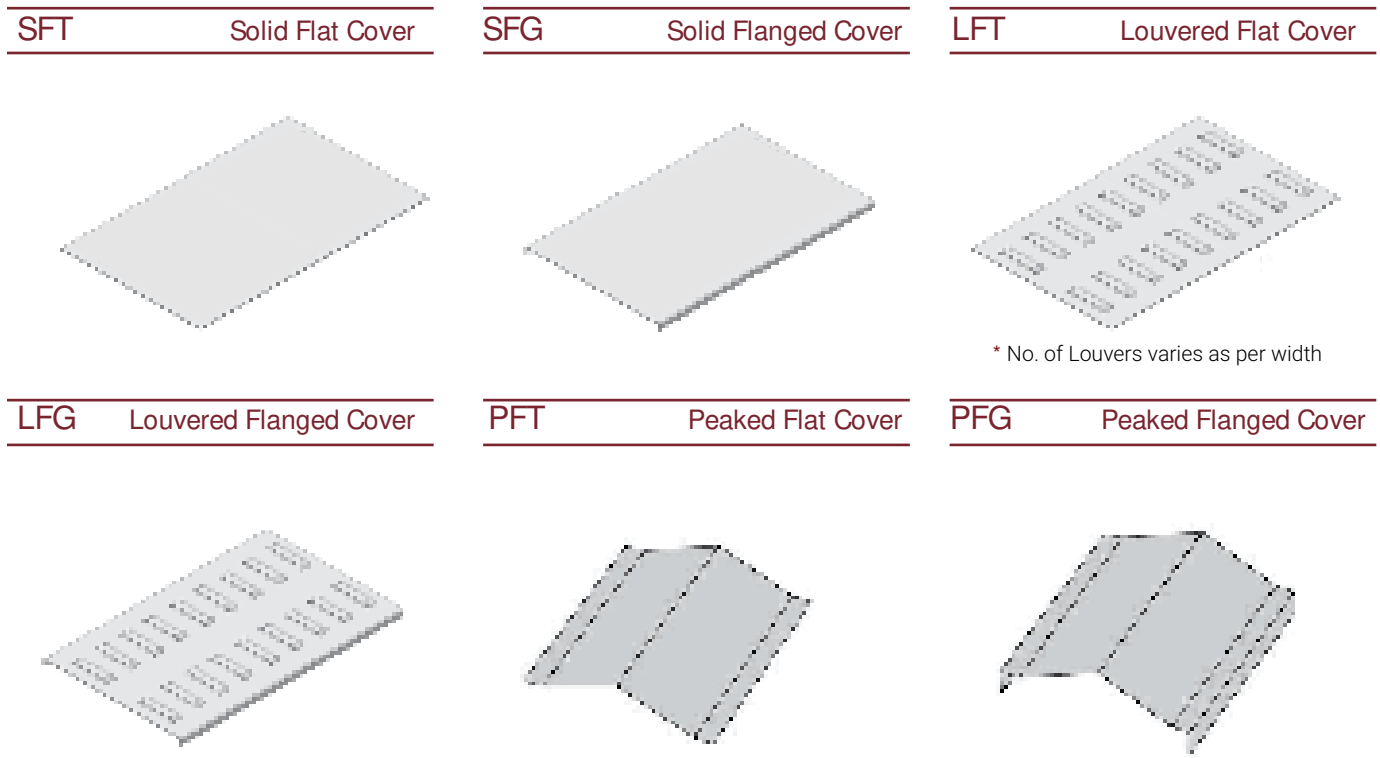 SFT Solid Flat Cover
SFG Solid Flanged Cover
LFT Louvered Flat Cover
* No. of Louvers varies as per width
LFG Louvered Flanged Cover
PFT Peaked Flat Cover
PFG Peaked Flanged Cover